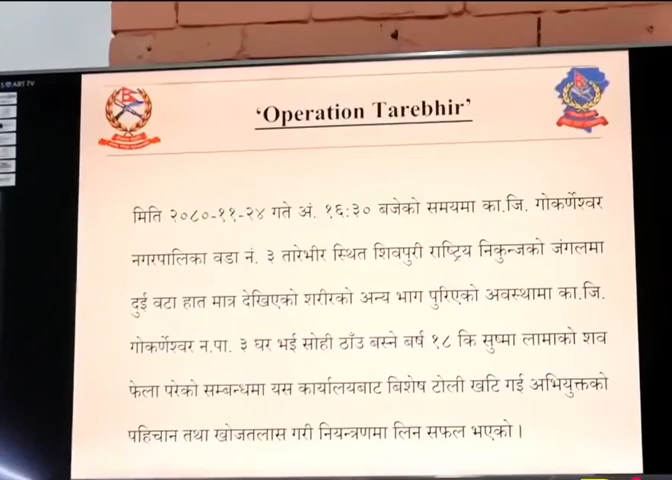 'Operation Tarebhir'
मिति २०८०-११-२४ गते अं. १६:३० बजेको समयमा का.जि. गोकर्णेश्वर
नगरपालिका वडा नं. ३ तारेभीर स्थित शिवपुरी राष्ट्रिय निकुन्जको जंगलमा
दुई वटा हात मात्र देखिएको शरीरको अन्य भाग पुरिएको अवस्थामा का.जि.
गोकर्णेश्वर न.पा. ३ घर भई सोही ठाँउ बस्ने बर्ष १८ कि सुष्मा लामाको शव
फेला परेको सम्बन्धमा यस कार्यालयबाट बिशेष टोली खटि गई अभियुक्तको
पहिचान तथा खोजतलास गरी नियन्त्रणमा लिन सफल भएको ।